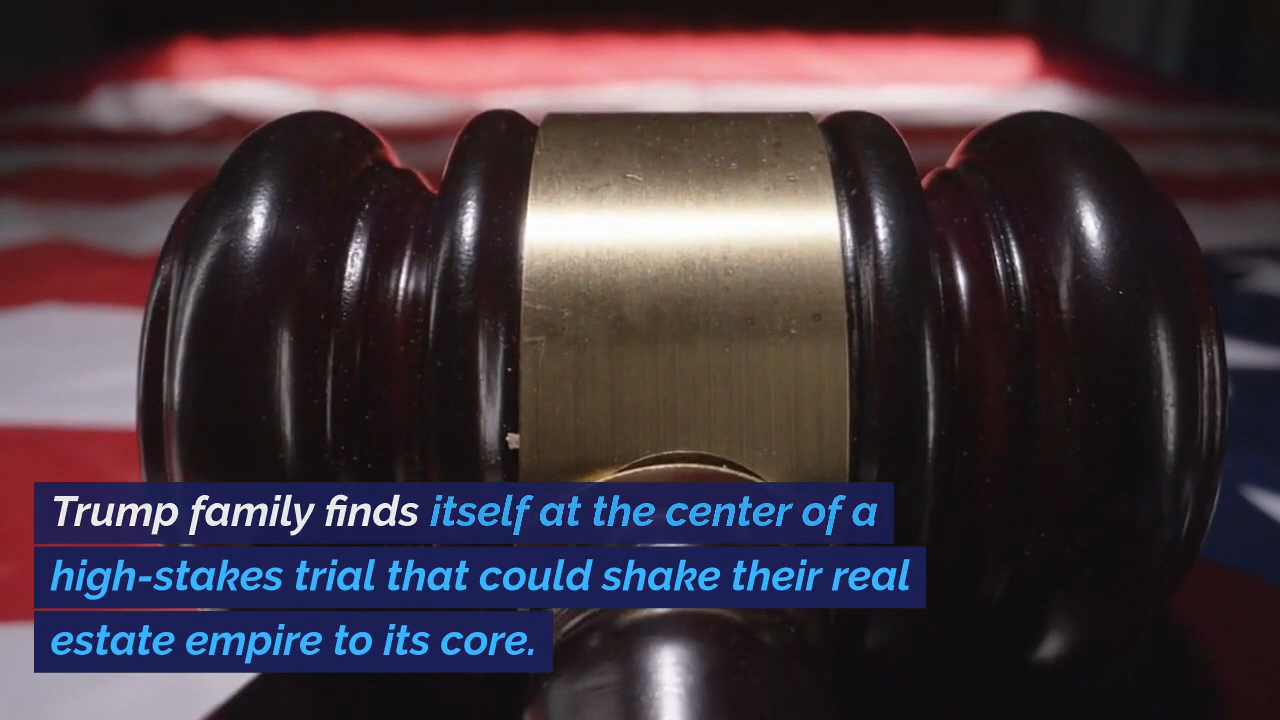 Trump family finds itself at the center of a
high-stakes trial that could shake their real
estate empire to its core.